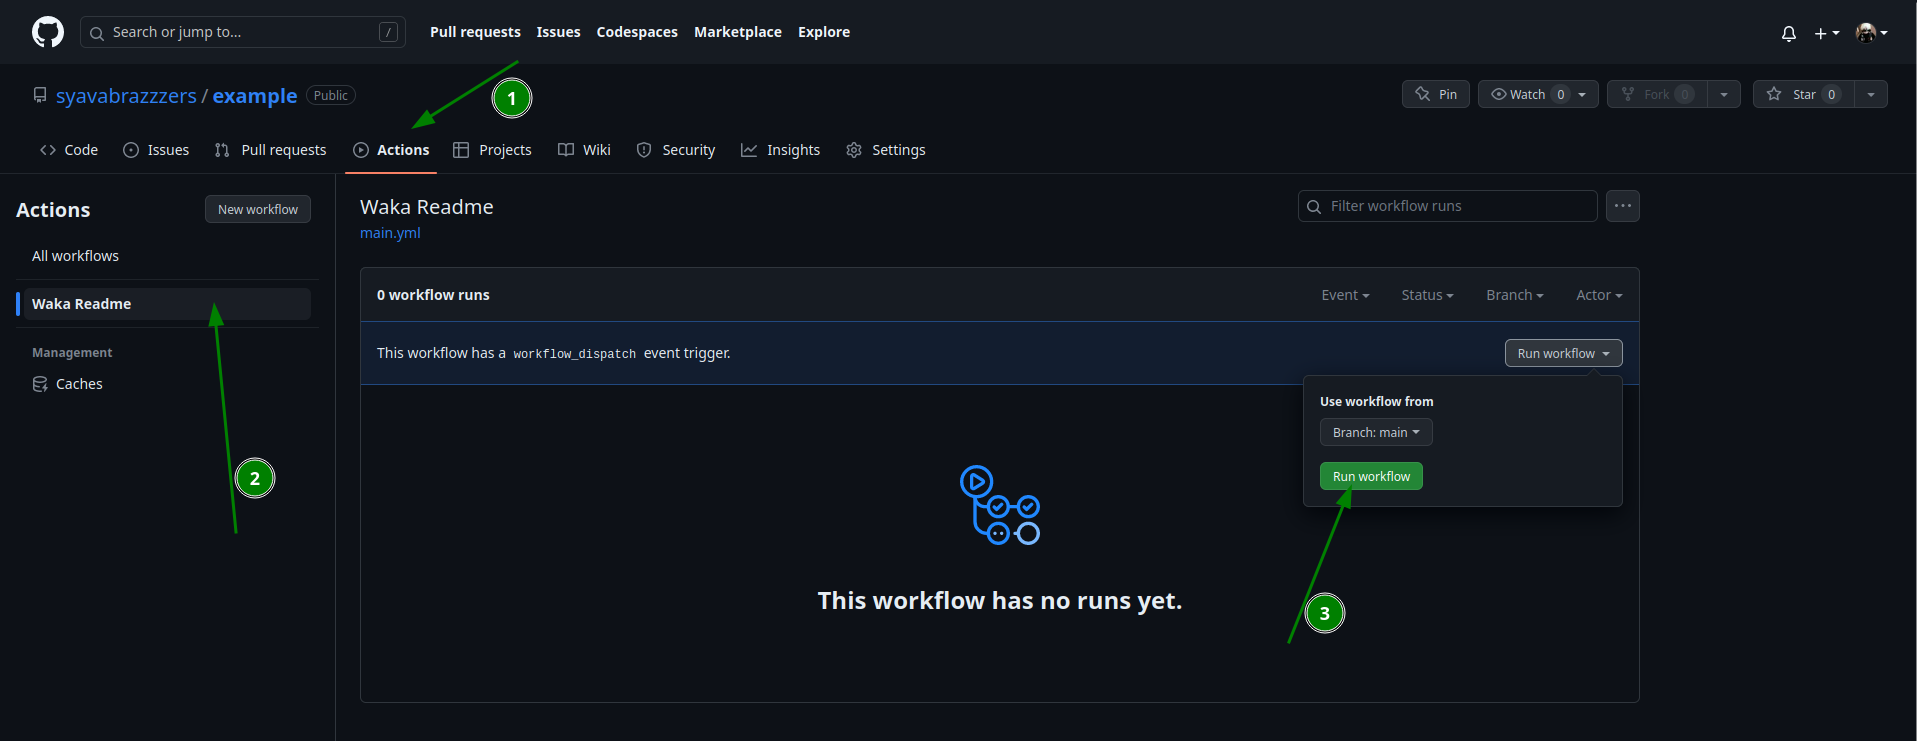 Search or jump to... / Pull requests Issues Codespaces Marketplace Explore
syavabrazzzers / example Public 1 Pin Watch 0 Fork 0 Star 0
Code Issues Pull requests Actions Projects Wiki Security Insights Settings
Actions New workflow
All workflows
Waka Readme
Management
Caches
2
Waka Readme
main.yml
Filter workflow runs
0 workflow runs Event Status Branch Actor
This workflow has a workflow_dispatch event trigger. Run workflow
Use workflow from
Branch: main
Run workflow
This workflow has no runs yet.
3